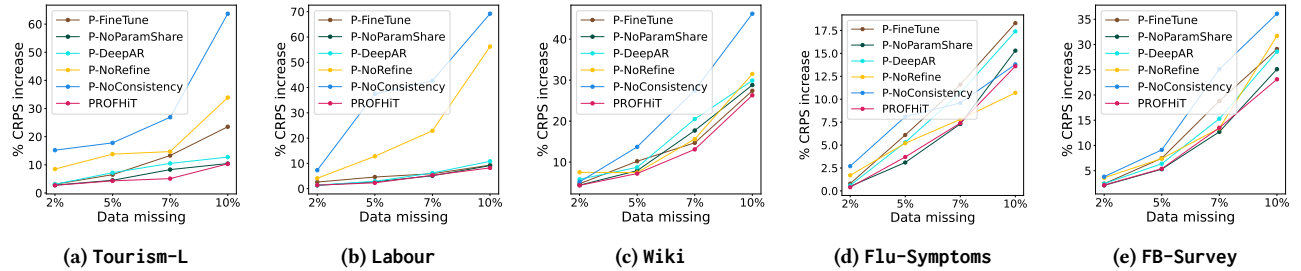 % CRPS increase
60
50
40
30
20
10
0
P-FineTune
P-NoParamShare
P-DeepAR
P-NoRefine
P-NoConsistency
PROFHiT
2%
5%
7%
10%
Data missing
(a) Tourism-L
% CRPS increase
70
60
50
40
30
20
10
0
P-FineTune
P-NoParamShare
P-DeepAR
P-NoRefine
P-NoConsistency
PROFHiT
2%
5%
7%
10%
Data missing
(b) Labour
% CRPS increase
40
30
20
10
P-FineTune
P-NoParamShare
P-DeepAR
P-NoRefine
P-NoConsistency
PROFHiT
2%
5%
7%
10%
Data missing
(c) Wiki
% CRPS increase
17.5
15.0
12.5
10.0
7.5
5.0
2.5
0.0
P-FineTune
P-NoParamShare
P-DeepAR
P-NoRefine
P-NoConsistency
PROFHiT
2%
5%
7%
10%
Data missing
(d) Flu-Symptoms
% CRPS increase
35
30
25
20
15
10
5
P-FineTune
P-NoParamShare
P-DeepAR
P-NoRefine
P-NoConsistency
PROFHiT
2%
5%
7%
10%
Data missing
(e) FB-Survey